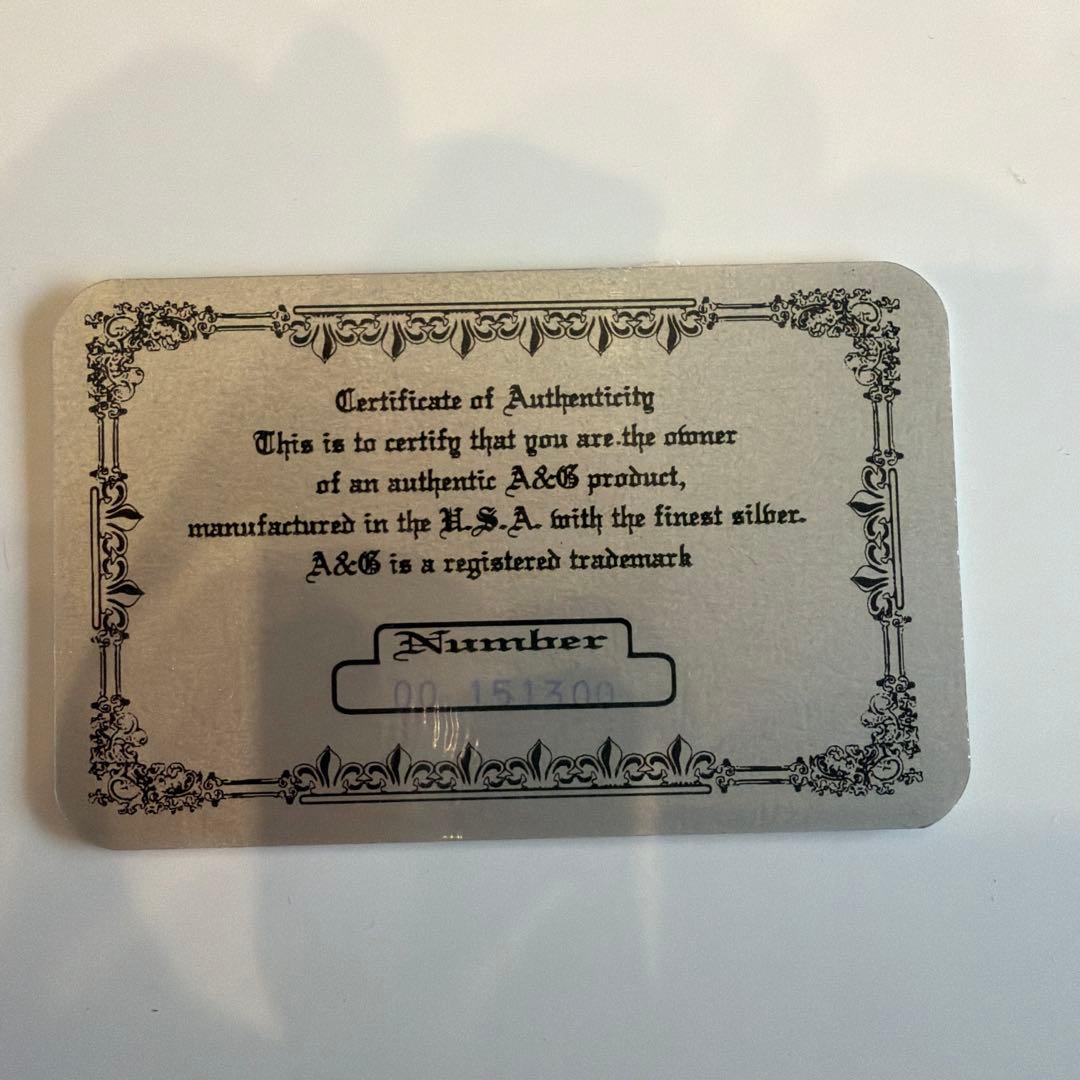 Certificate of Authenticity
This is to certify that you are.the owner
of an authentic A&G product,
manufactured in the U.S.A. with the finest silver.
A&G is a registered trademark
Number
00 151300